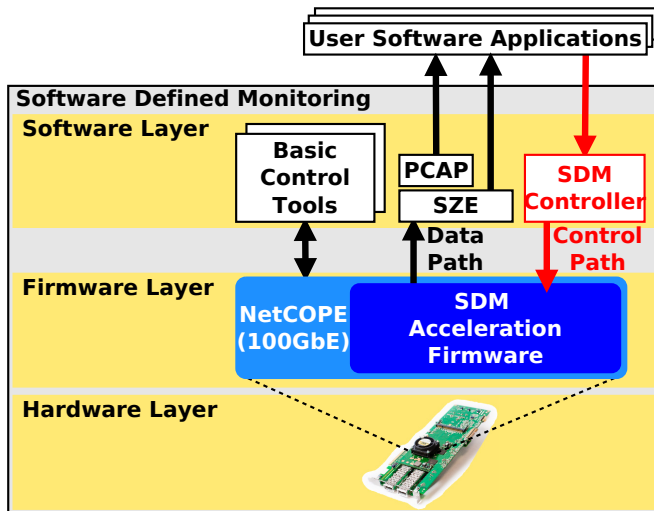 User Software Applications
Software Defined Monitoring
Software Layer
Basic
Control
Tools
PCAP
SZE
SDM
Controller
Data
Path
Control
Path
Firmware Layer
NetCOPE
(100GbE)
SDM
Acceleration
Firmware
Hardware Layer